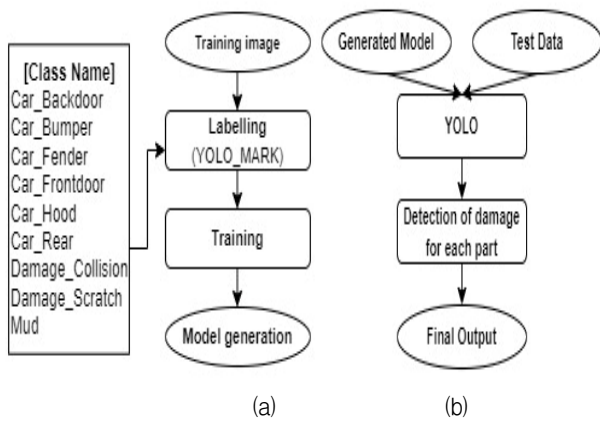 [Class Name]
Car_Backdoor
Car_Bumper
Car_Fender
Car_Frontdoor
Car_Hood
Car_Rear
Damage_Collision
Damage_Scratch
Mud
Training image
Labelling
(YOLO_MARK)
Training
Model generation
(a)
Generated Model
Test Data
YOLO
Detection of damage
for each part
Final Output
(b)